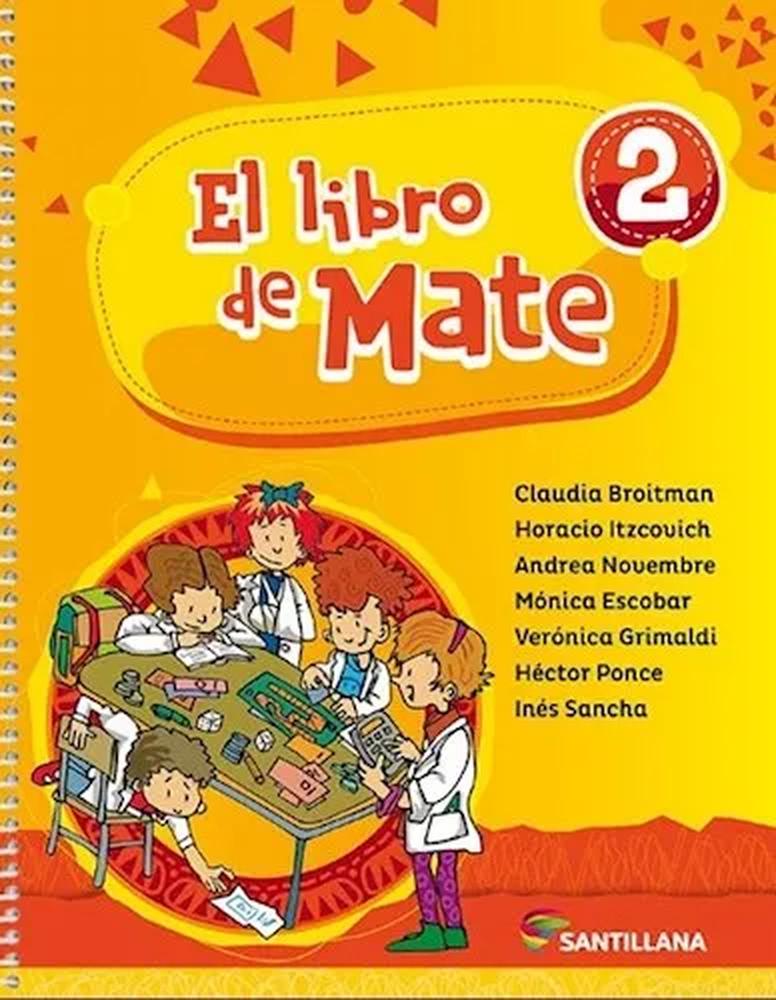 El libro
de Mate
2
Claudia Broitman
Horacio Itzcovich
Andrea Novembre
Mónica Escobar
Verónica Grimaldi
Héctor Ponce
Inés Sancha
SANTILLANA